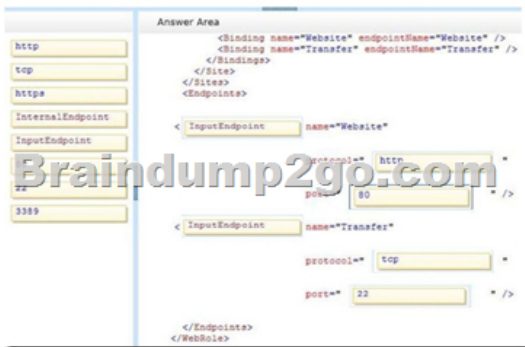 Answer Area
<Binding name="Website" endpointName="Website" />
<Binding name="Transfer" endpointName="Transfer" />
</Bindings>
</Site>
</Sites>
<Endpoints>
http
tcp
https
InternalEndpoint
InputEndpoint
22
3389
< InputEndpoint name="Website"
protocol=" http "
port=" 80 " />
< InputEndpoint name="Transfer"
protocol=" tcp "
port=" 22 " />
</Endpoints>
</WebRole>
Braindump2go.com